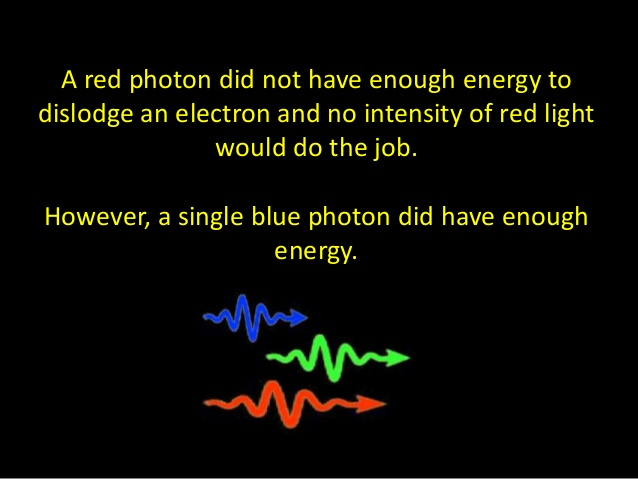 A red photon did not have enough energy to
dislodge an electron and no intensity of red light
would do the job.
However, a single blue photon did have enough
energy.